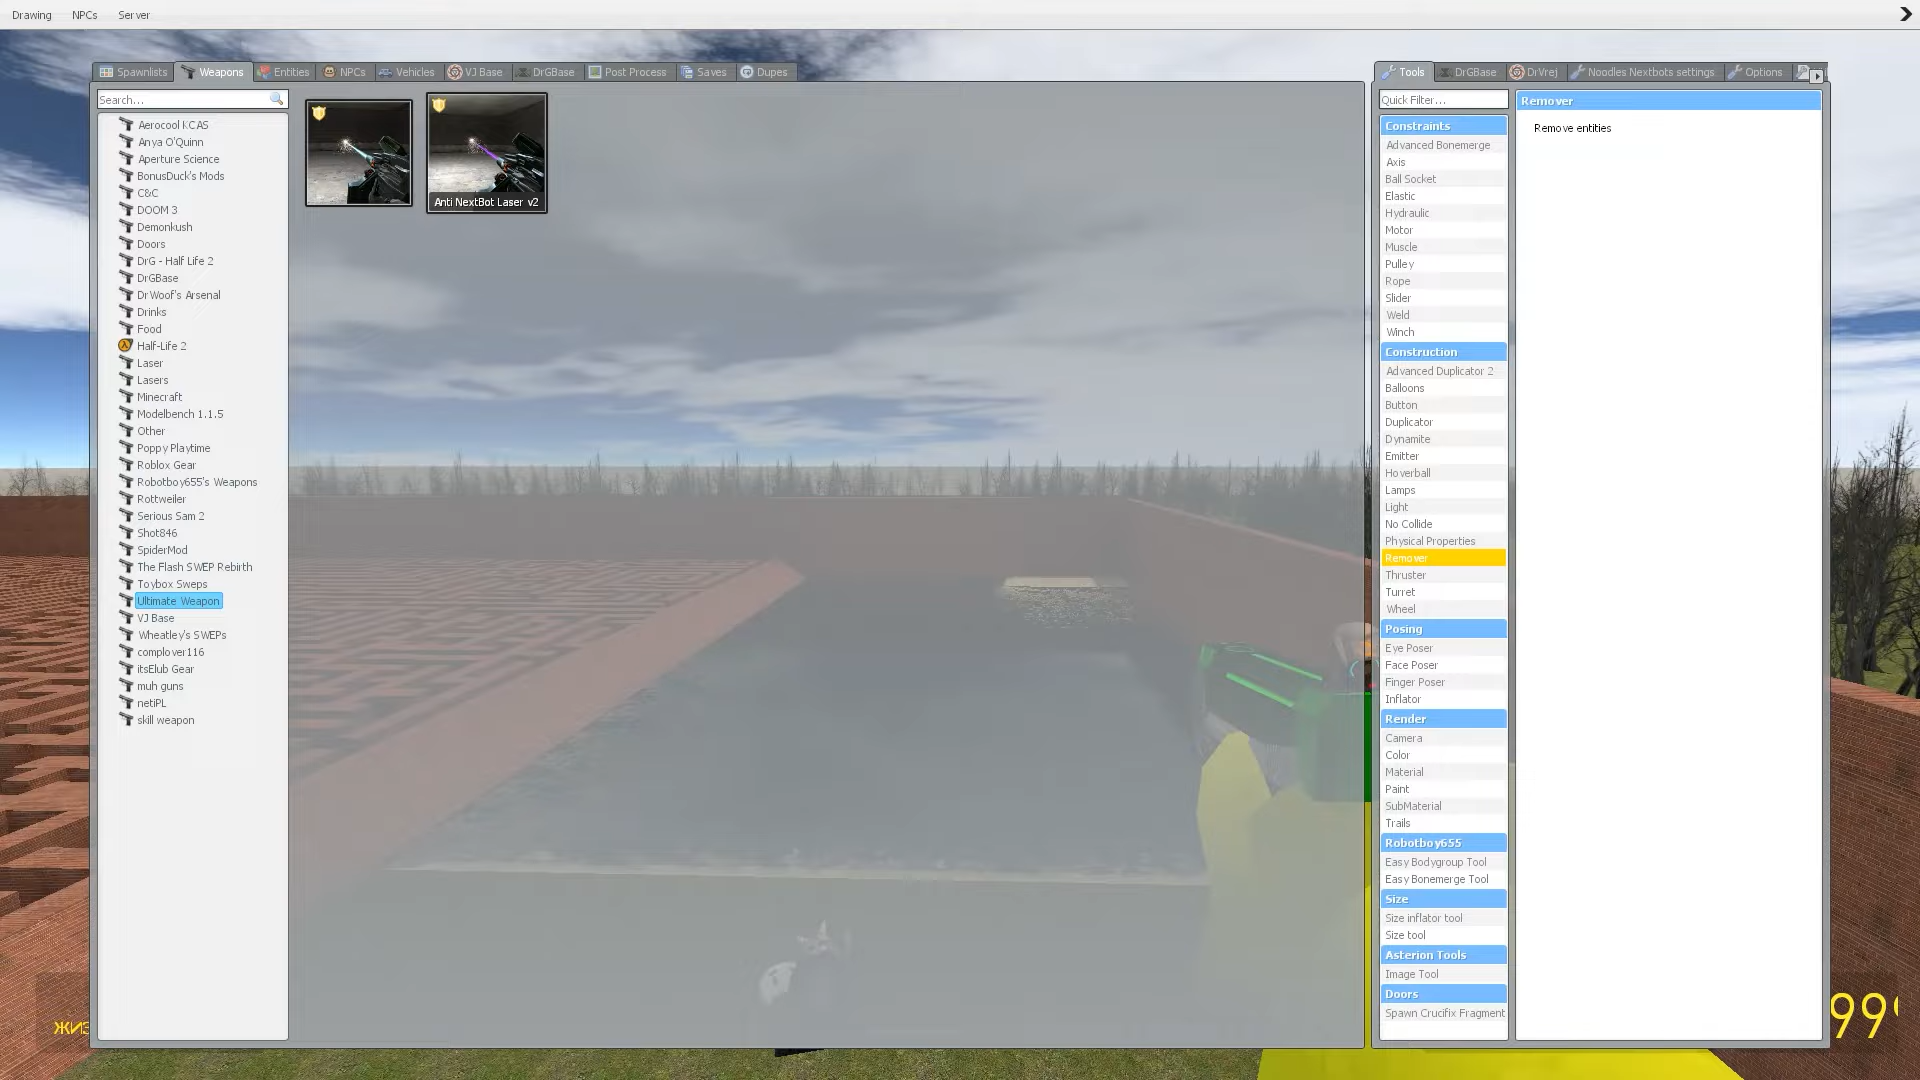 Drawing NPCs Server
Spawnlists Weapons Entities NPCs Vehicles VJ Base DrGBase Post Process Saves Dupes
Search...
Aerocool KCAS
Anya O'Quinn
Aperture Science
BonusDuck's Mods
C&C
DOOM 3
Demonkush
Doors
DrG - Half Life 2
DrGBase
DrWoof's Arsenal
Drinks
Food
Half-Life 2
Laser
Lasers
Minecraft
Modelbench 1.1.5
Other
Poppy Playtime
Roblox Gear
Robotboy655's Weapons
Rottweiler
Serious Sam 2
Shot846
SpiderMod
The Flash SWEP Rebirth
Toybox Sweps
Ultimate Weapon
VJ Base
Wheatley's SWEPs
complover116
itsElub Gear
muh guns
netiPL
skill weapon
Anti NextBot Laser v2
Tools DrGBase DrVrej Noodles Nextbots settings Options
Quick Filter...
Constraints
Advanced Bonemerge
Axis
Ball Socket
Elastic
Hydraulic
Motor
Muscle
Pulley
Rope
Slider
Weld
Winch
Construction
Advanced Duplicator 2
Balloons
Button
Duplicator
Dynamite
Emitter
Hoverball
Lamps
Light
No Collide
Physical Properties
Remover
Thruster
Turret
Wheel
Posing
Eye Poser
Face Poser
Finger Poser
Inflator
Render
Camera
Color
Material
Paint
SubMaterial
Trails
Robotboy655
Easy Bodygroup Tool
Easy Bonemerge Tool
Size
Size inflator tool
Size tool
Asterion Tools
Image Tool
Doors
Spawn Crucifix Fragment
Remover
Remove entities
ЖИЗ
99